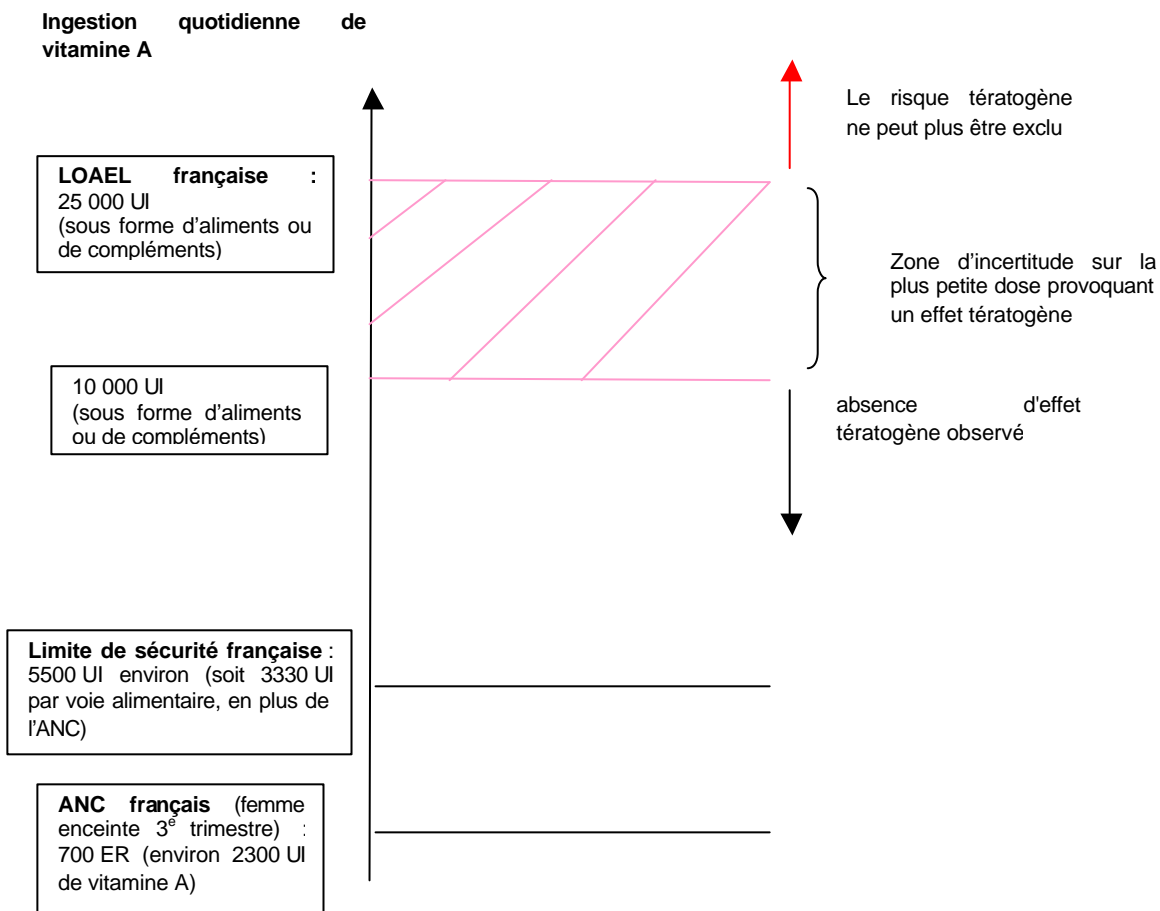 Ingestion quotidienne de
vitamine A
Le risque tératogène
ne peut plus être exclu
LOAEL française :
25 000 UI
(sous forme d'aliments ou
de compléments)
Zone d'incertitude sur la
plus petite dose provoquant
un effet tératogène
10 000 UI
(sous forme d'aliments
ou de compléments)
absence d'effet
tératogène observé
Limite de sécurité française :
5500 UI environ (soit 3330 UI
par voie alimentaire, en plus de
l'ANC)
ANC français (femme
enceinte 3e trimestre) :
700 ER (environ 2300 UI
de vitamine A)